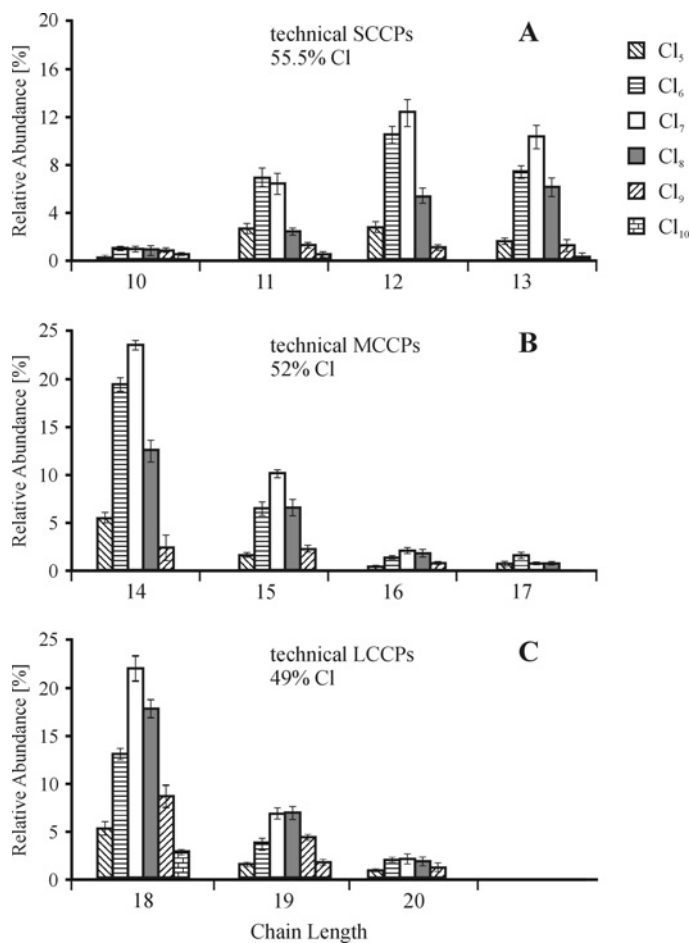 technical SCCPs
55.5% Cl
A
Relative Abundance [%]
20
16
12
8
4
0
10 11 12 13
Cl₅
Cl₆
Cl₇
Cl₈
Cl₉
Cl₁₀
technical MCCPs
52% Cl
B
Relative Abundance [%]
25
20
15
10
5
0
14 15 16 17
technical LCCPs
49% Cl
C
Relative Abundance [%]
25
20
15
10
5
0
18 19 20
Chain Length